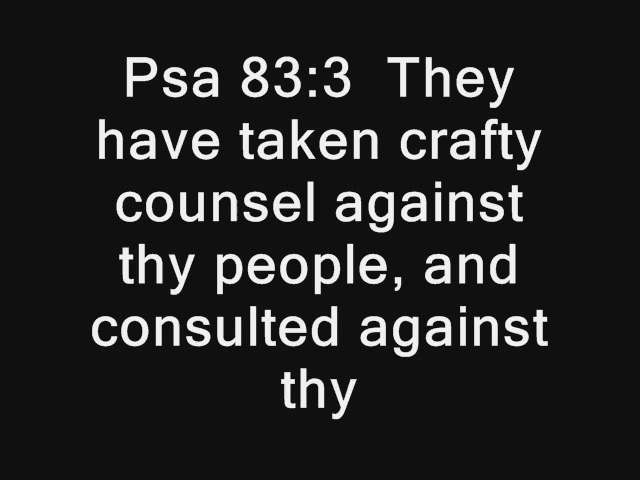 Psa 83:3  They
have taken crafty
counsel against
thy people, and
consulted against
thy